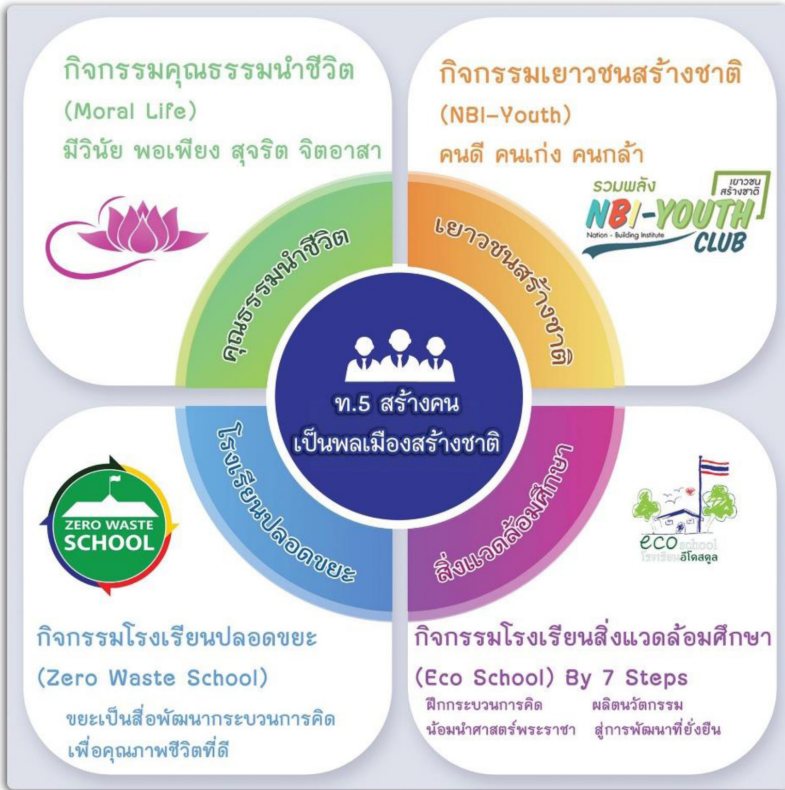 กิจกรรมคุณธรรมนำชีวิต
(Moral Life)
มีวินัย พอเพียง สุจริต จิตอาสา
กิจกรรมเยาวชนสร้างชาติ
(NBI-Youth)
คนดี คนเก่ง คนกล้า
รวมพลัง
เยาวชน
สร้างชาติ
NBI-YOUTH
Nation - Building Institute
CLUB
คุณธรรมนำชีวิต
เยาวชนสร้างชาติ
ท.5 สร้างคน
เป็นพลเมืองสร้างชาติ
โรงเรียนปลอดขยะ
สิ่งแวดล้อมศึกษา
ZERO WASTE
SCHOOL
eco school
โรงเรียนอีโคสคูล
กิจกรรมโรงเรียนปลอดขยะ
(Zero Waste School)
ขยะเป็นสื่อพัฒนากระบวนการคิด
เพื่อคุณภาพชีวิตที่ดี
กิจกรรมโรงเรียนสิ่งแวดล้อมศึกษา
(Eco School) By 7 Steps
ฝึกกระบวนการคิด ผลิตนวัตกรรม
น้อมนำศาสตร์พระราชา สู่การพัฒนาที่ยั่งยืน